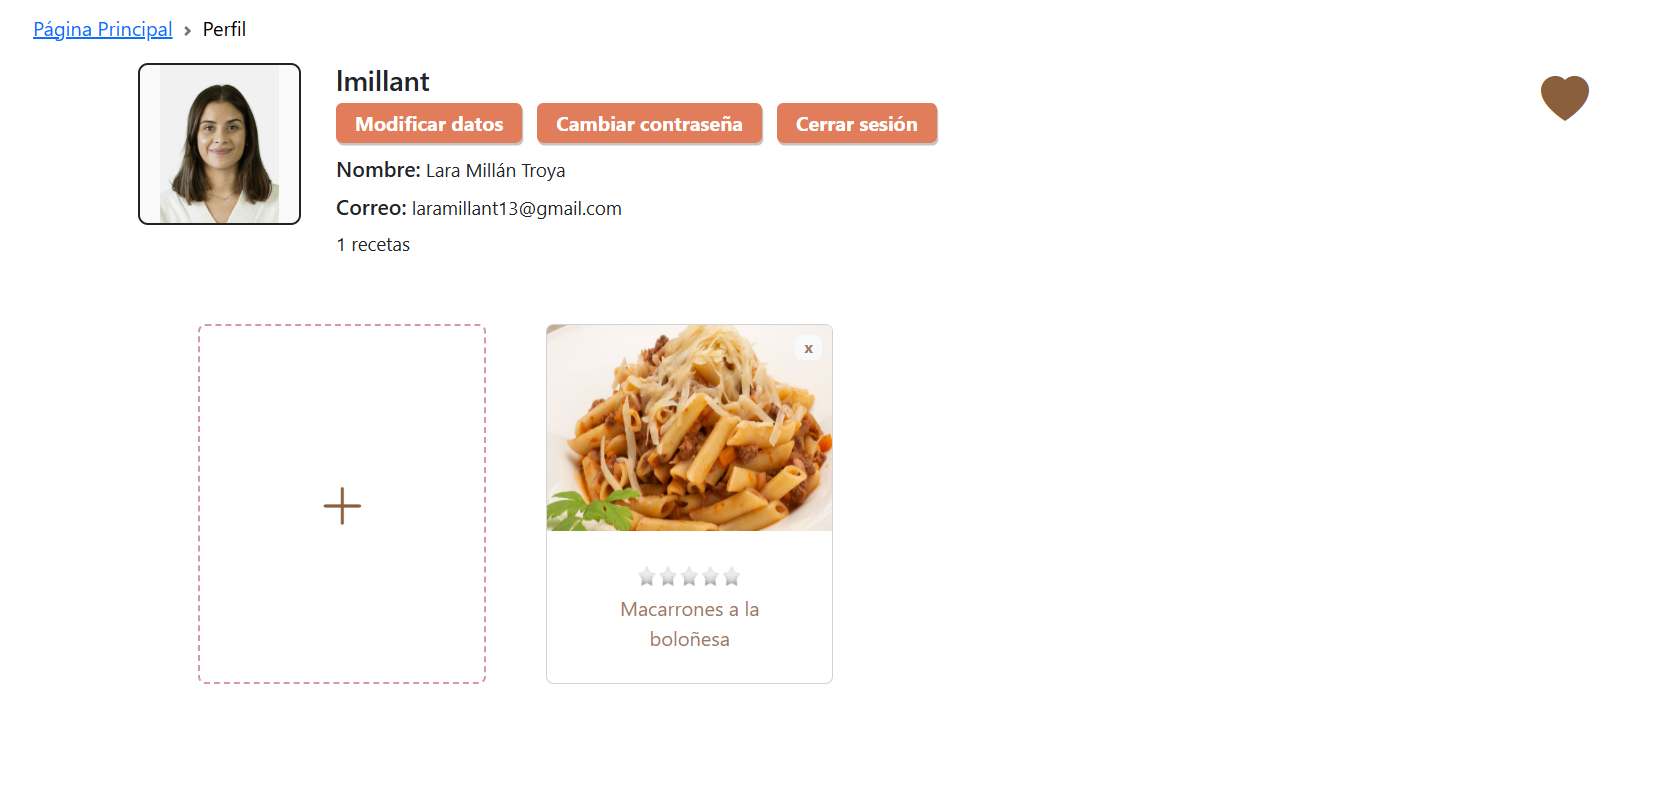 Página Principal › Perfil
lmillant
Modificar datos Cambiar contraseña Cerrar sesión
Nombre: Lara Millán Troya
Correo: laramillant13@gmail.com
1 recetas
x
Macarrones a la
boloñesa